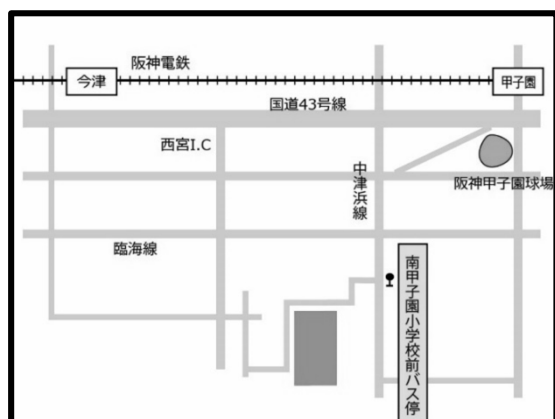 阪神電鉄
今津
甲子園
国道43号線
西宮I.C
中津浜線
阪神甲子園球場
臨海線
南甲子園小学校前バス停